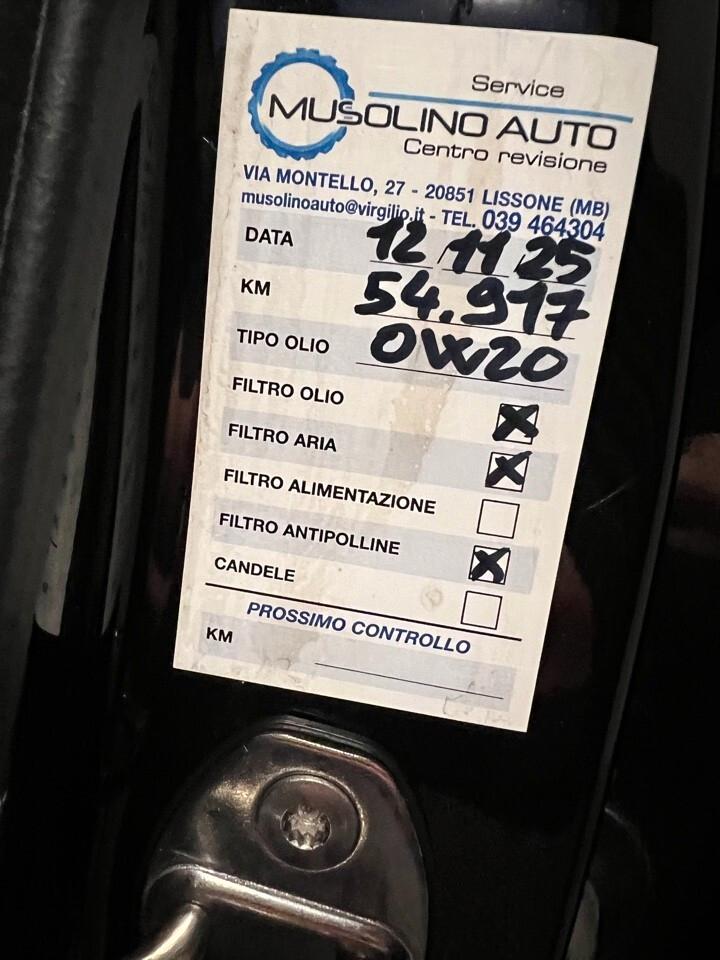 Service
MUSOLINO AUTO
Centro revisione
VIA MONTELLO, 27 - 20851 LISSONE (MB)
musolinoauto@virgilio.it - TEL. 039 464304
DATA 12/11/25
KM 54.917
TIPO OLIO 0W20
FILTRO OLIO X
FILTRO ARIA X
FILTRO ALIMENTAZIONE
FILTRO ANTIPOLLINE X
CANDELE
PROSSIMO CONTROLLO
KM